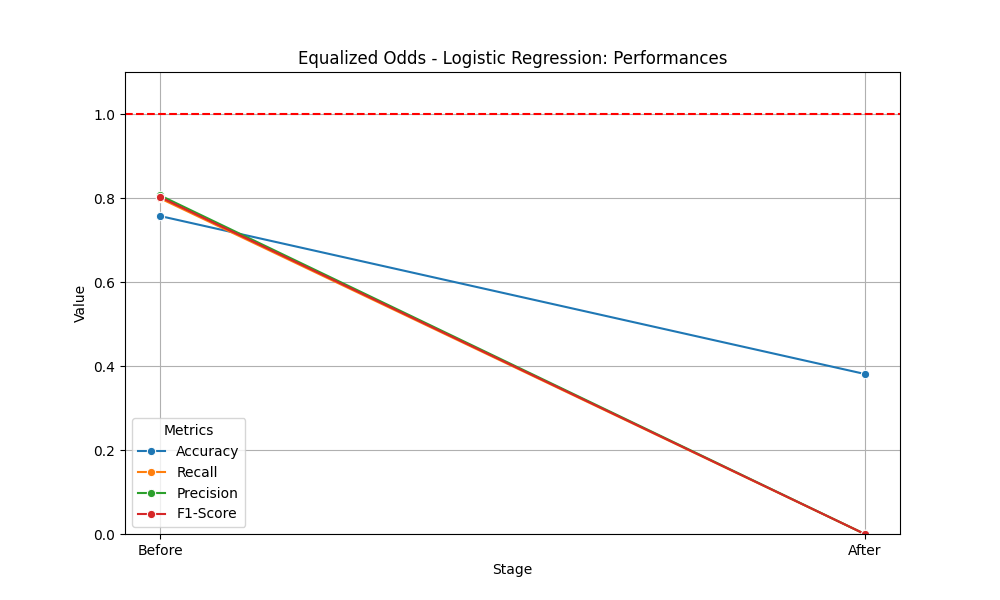 Equalized Odds - Logistic Regression: Performances
1.0
0.8
0.6
0.4
0.2
0.0
Value
Metrics
Accuracy
Recall
Precision
F1-Score
Before
After
Stage